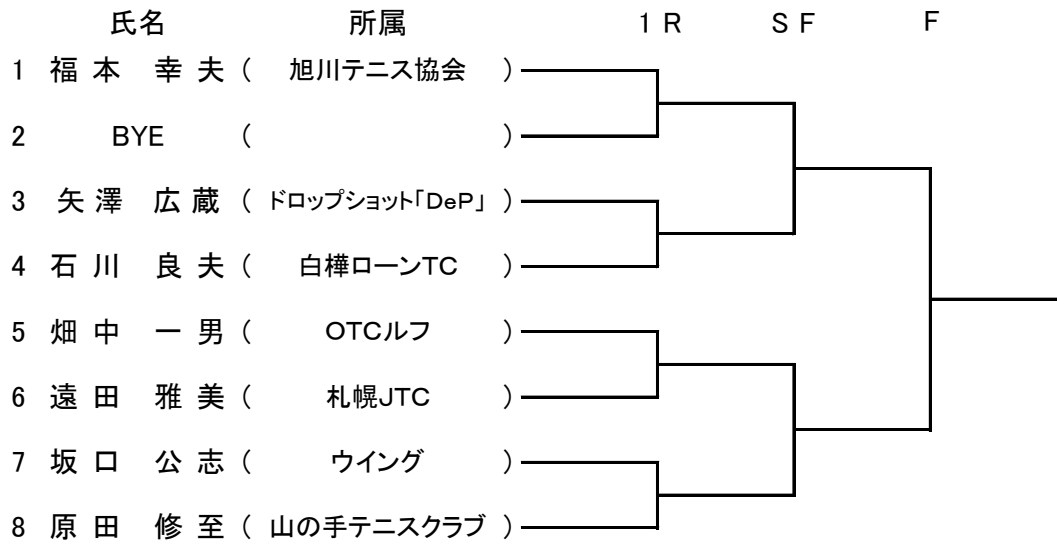 氏名 所属 1R SF F
1 福本 幸夫 ( 旭川テニス協会 )
2 BYE ( )
3 矢澤 広蔵 ( ドロップショット「DeP」 )
4 石川 良夫 ( 白樺ローンTC )
5 畑中 一男 ( OTCルフ )
6 遠田 雅美 ( 札幌JTC )
7 坂口 公志 ( ウイング )
8 原田 修至 ( 山の手テニスクラブ )